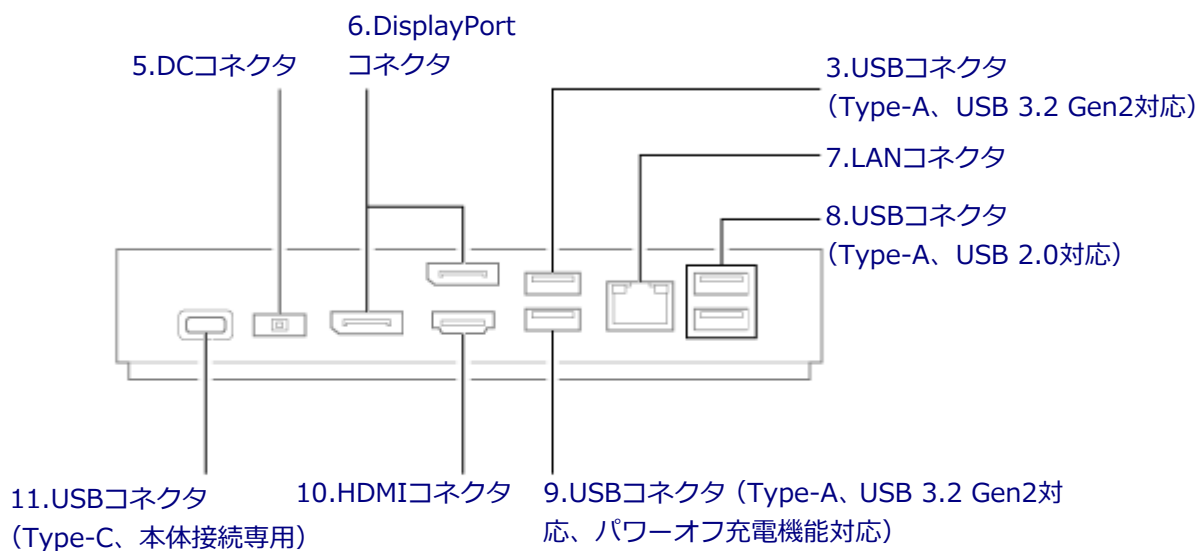 6.DisplayPort
コネクタ
5.DCコネクタ
3.USBコネクタ
（Type-A、USB 3.2 Gen2対応）
7.LANコネクタ
8.USBコネクタ
（Type-A、USB 2.0対応）
11.USBコネクタ
（Type-C、本体接続専用）
10.HDMIコネクタ
9.USBコネクタ（Type-A、USB 3.2 Gen2対
応、パワーオフ充電機能対応）